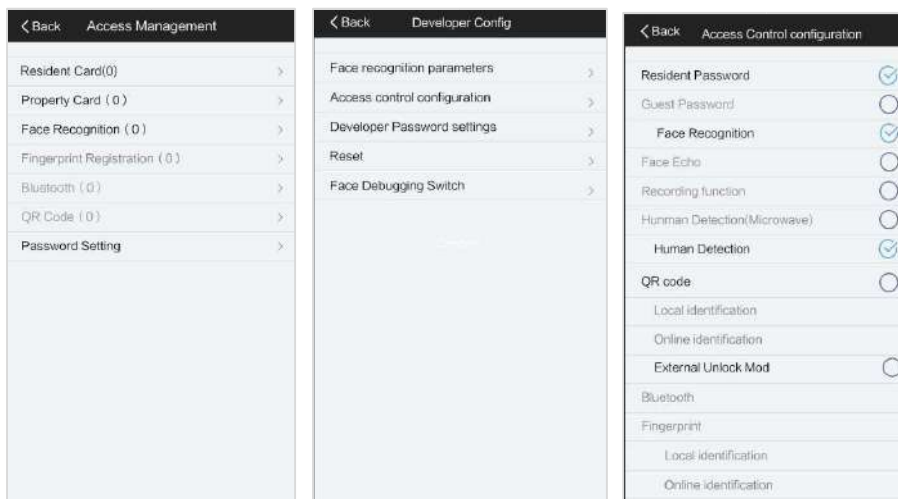 Back Access Management
Resident Card(0)
Property Card ( 0 )
Face Recognition ( 0 )
Fingerprint Registration ( 0 )
Bluetooth ( 0 )
QR Code ( 0 )
Password Setting
Back Developer Config
Face recognition parameters
Access control configuration
Developer Password settings
Reset
Face Debugging Switch
Back Access Control configuration
Resident Password
Guest Password
Face Recognition
Face Echo
Recording function
Hunman Detection(Microwave)
Human Detection
QR code
Local identification
Online identification
External Unlock Mod
Bluetooth
Fingerprint
Local identification
Online identification